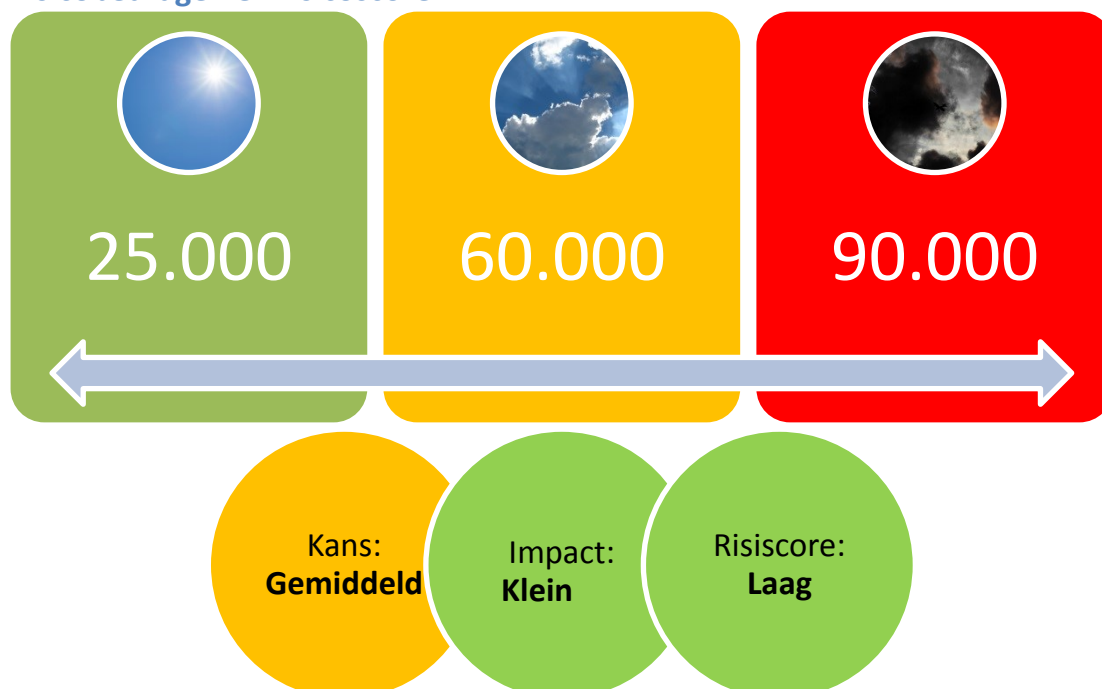 25.000
60.000
90.000
Kans:
Gemiddeld
Impact:
Klein
Risiscore:
Laag